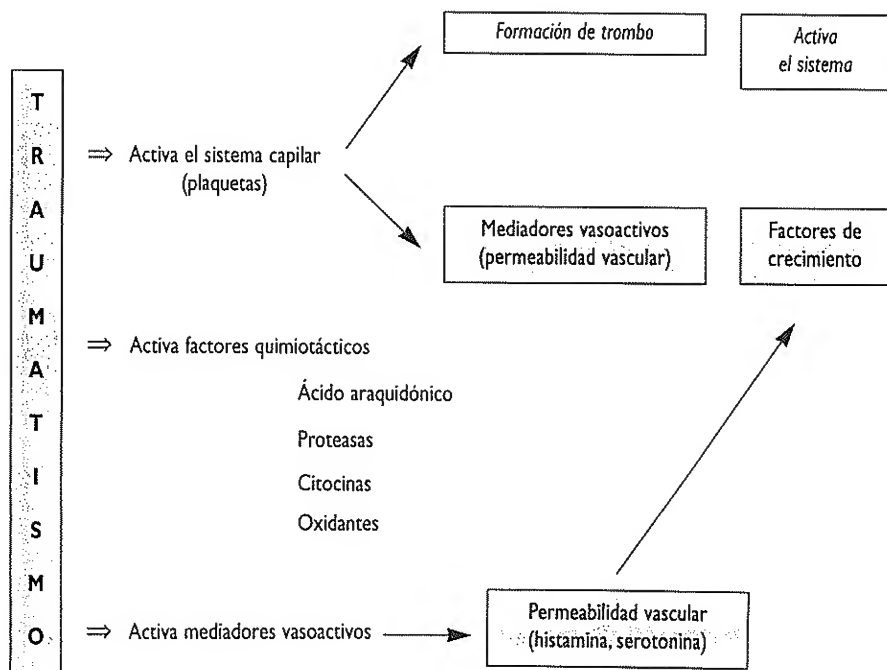 Formación de trombo
Activa
el sistema
TRAUMATISMO
⇒ Activa el sistema capilar
(plaquetas)
Mediadores vasoactivos
(permeabilidad vascular)
Factores de
crecimiento
⇒ Activa factores quimiotácticos
Ácido araquidónico
Proteasas
Citocinas
Oxidantes
⇒ Activa mediadores vasoactivos
Permeabilidad vascular
(histamina, serotonina)